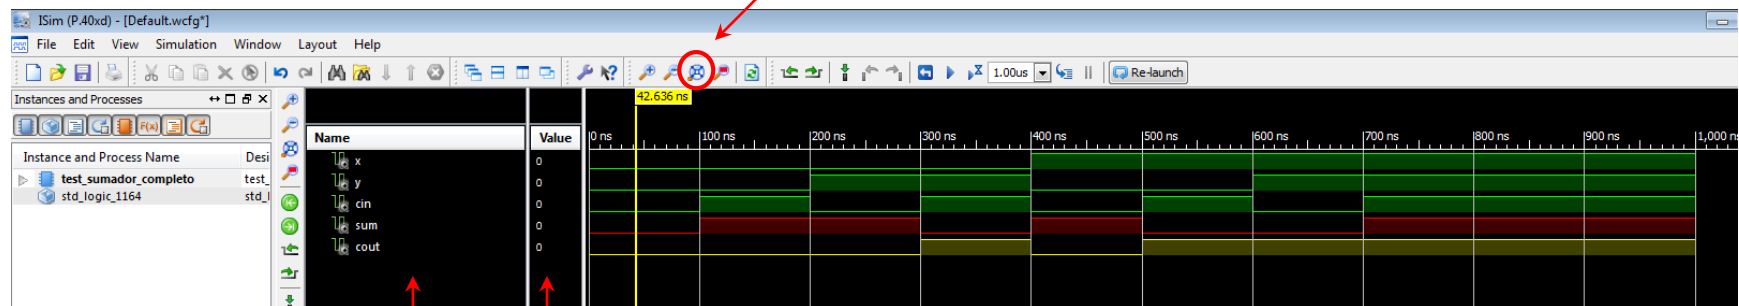 ISim (P.40xd) - [Default.wcfg*]
File Edit View Simulation Window Layout Help
1.00us Re-launch
Instances and Processes
42.636 ns
F(x)
Name Value
0 ns 100 ns 200 ns 300 ns 400 ns 500 ns 600 ns 700 ns 800 ns 900 ns 1,000 n
Instance and Process Name Desi
x 0
test_sumador_completo test_
y 0
std_logic_1164 std_l
cin 0
sum 0
cout 0